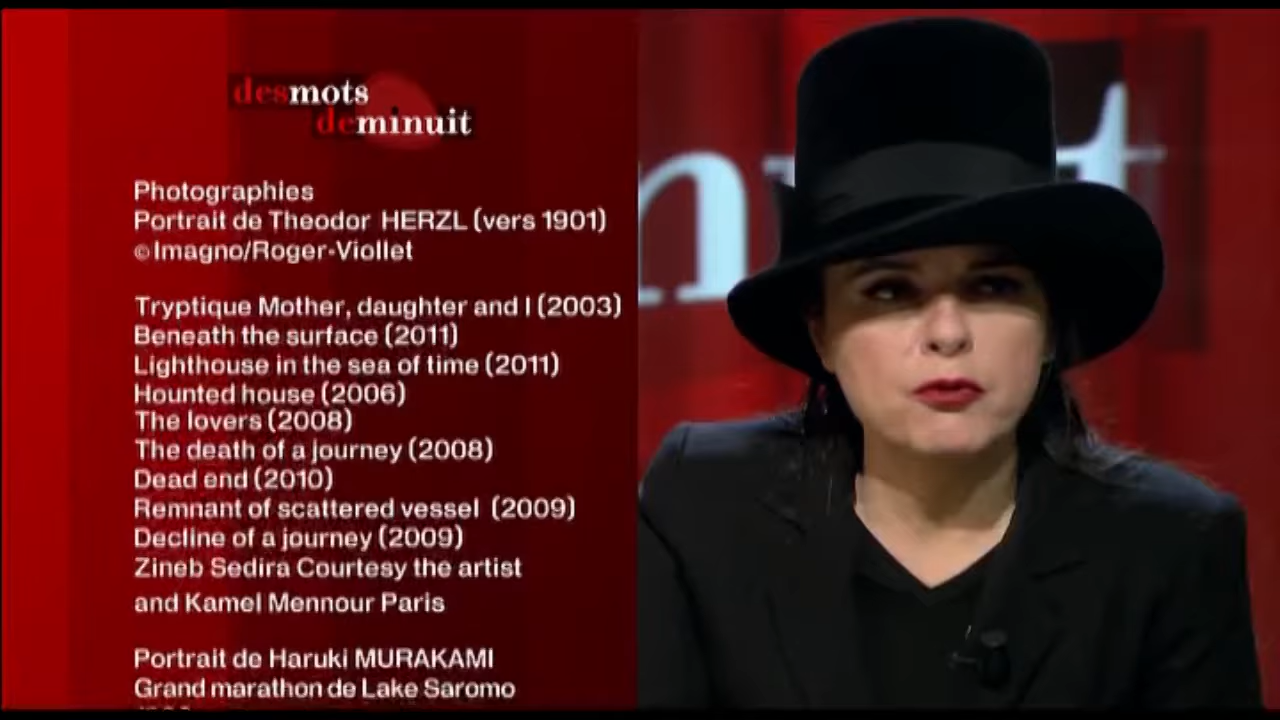 desmots
deminuit
Photographies
Portrait de Theodor HERZL (vers 1901)
©Imagno/Roger-Viollet
Tryptique Mother, daughter and I (2003)
Beneath the surface (2011)
Lighthouse in the sea of time (2011)
Hounted house (2006)
The lovers (2008)
The death of a journey (2008)
Dead end (2010)
Remnant of scattered vessel (2009)
Decline of a journey (2009)
Zineb Sedira Courtesy the artist
and Kamel Mennour Paris
Portrait de Haruki MURAKAMI
Grand marathon de Lake Saromo